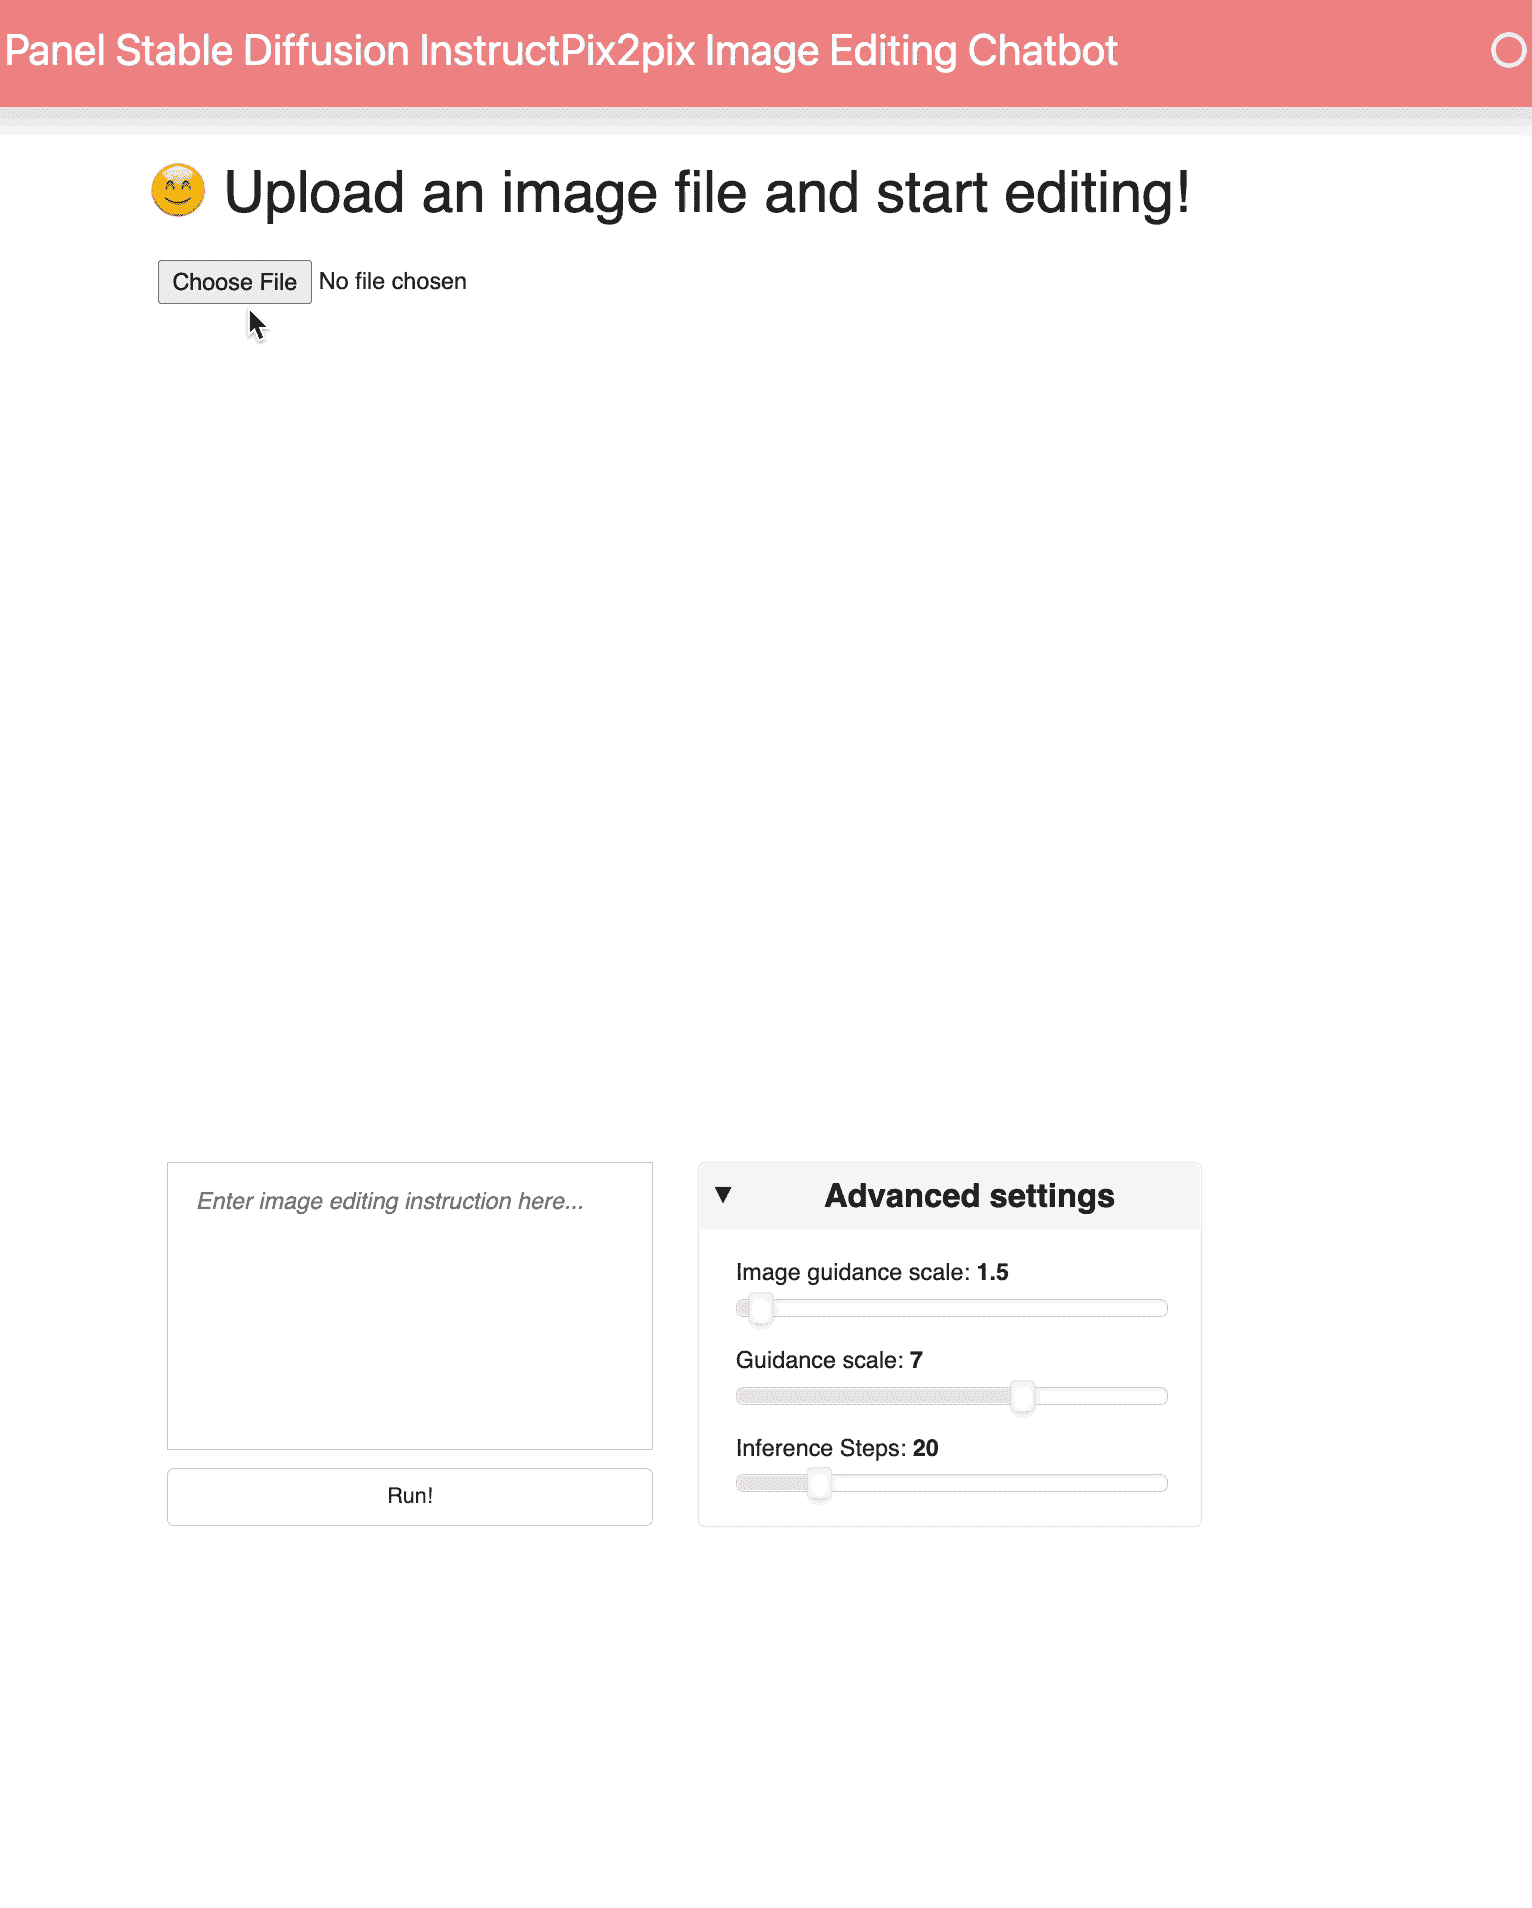 Panel Stable Diffusion InstructPix2pix Image Editing Chatbot
😊 Upload an image file and start editing!
Choose File No file chosen
Enter image editing instruction here...
Run!
▼ Advanced settings
Image guidance scale: 1.5
Guidance scale: 7
Inference Steps: 20